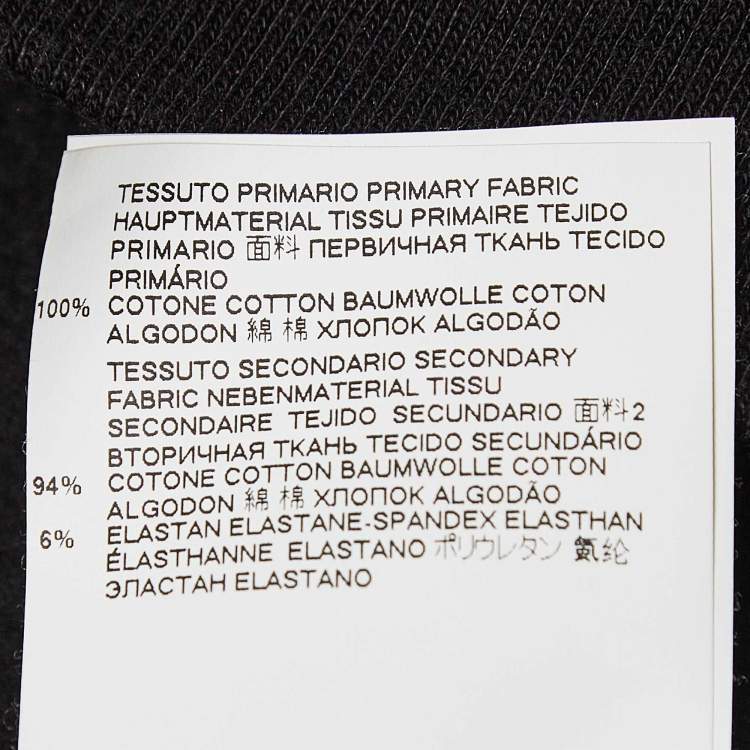 TESSUTO PRIMARIO PRIMARY FABRIC
HAUPTMATERIAL TISSU PRIMAIRE TEJIDO
PRIMARIO 面料 ПЕРВИЧНАЯ ТКАНЬ TECIDO
PRIMÁRIO
100% COTONE COTTON BAUMWOLLE COTON
ALGODON 綿 棉 ХЛОПОК ALGODÃO
TESSUTO SECONDARIO SECONDARY
FABRIC NEBENMATERIAL TISSU
SECONDAIRE TEJIDO SECUNDARIO 面料2
ВТОРИЧНАЯ ТКАНЬ TECIDO SECUNDÁRIO
94% COTONE COTTON BAUMWOLLE COTON
ALGODON 綿 棉 ХЛОПОК ALGODÃO
6% ELASTAN ELASTANE-SPANDEX ELASTHAN
ÉLASTHANNE ELASTANO ポリウレタン 氨纶
ЭЛАСТАН ELASTANO